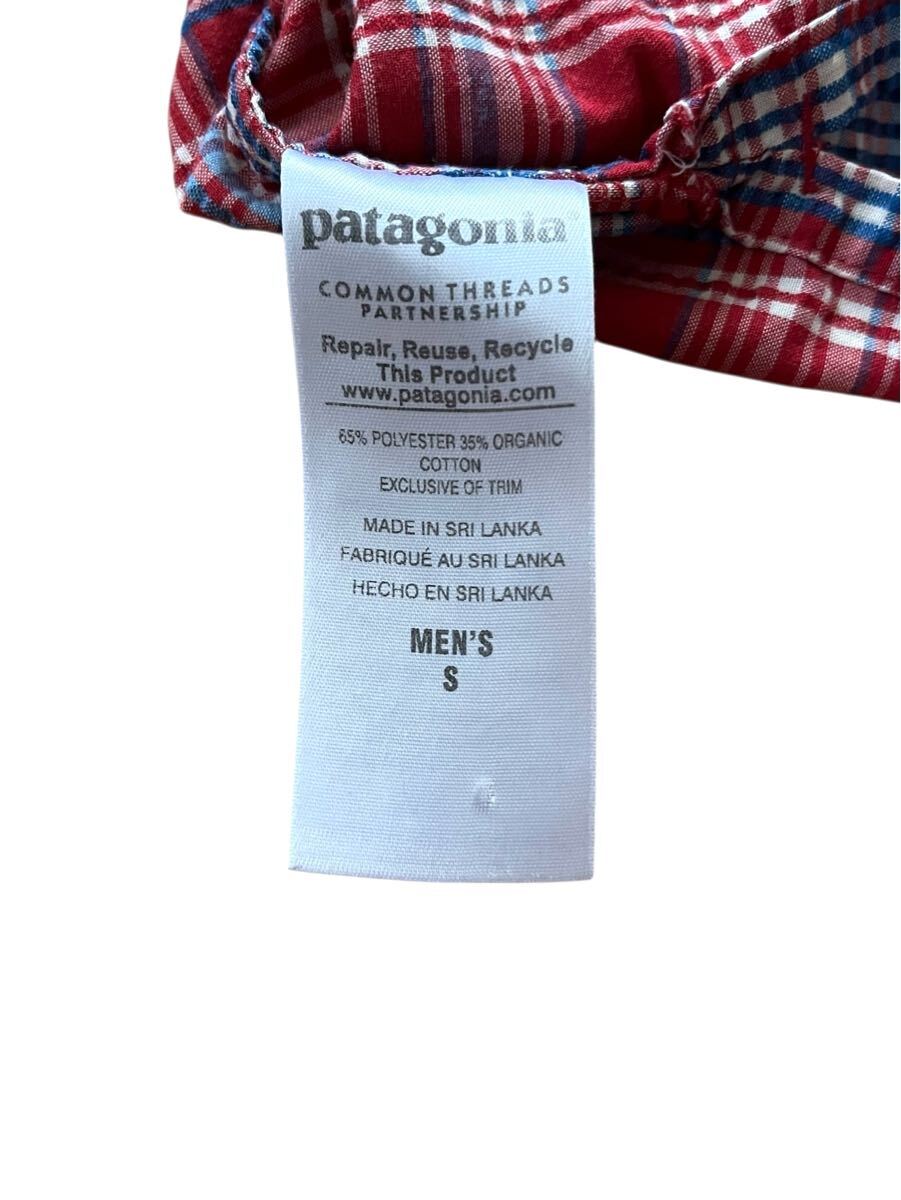 patagonia
COMMON THREADS
PARTNERSHIP
Repair, Reuse, Recycle
This Product
www.patagonia.com
65% POLYESTER 35% ORGANIC
COTTON
EXCLUSIVE OF TRIM
MADE IN SRI LANKA
FABRIQUÉ AU SRI LANKA
HECHO EN SRI LANKA
MEN'S
S